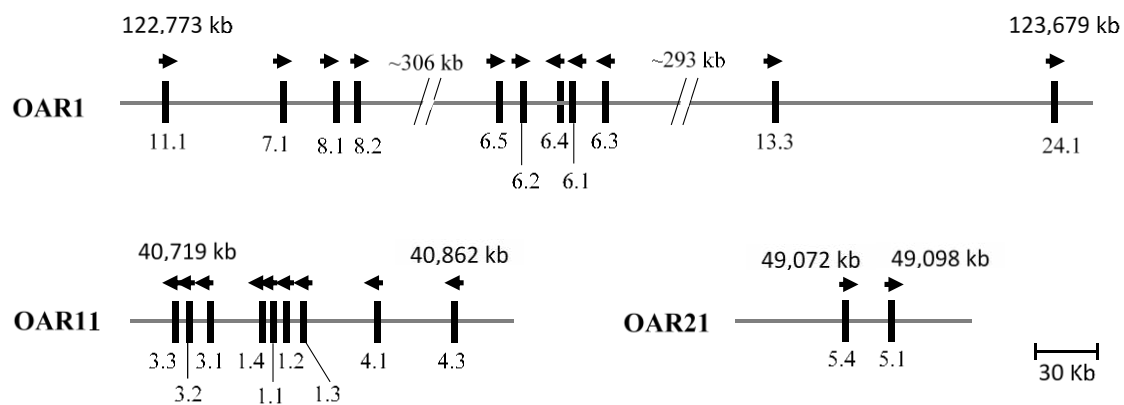 122,773 kb 123,679 kb
~306 kb ~293 kb
OAR1
11.1 7.1 8.1 8.2 6.5 6.4 6.3 13.3 24.1
6.2 6.1
40,719 kb 40,862 kb 49,072 kb 49,098 kb
OAR11 OAR21
3.3 3.1 1.4 1.2 4.1 4.3 5.4 5.1
3.2 1.1 1.3 30 Kb